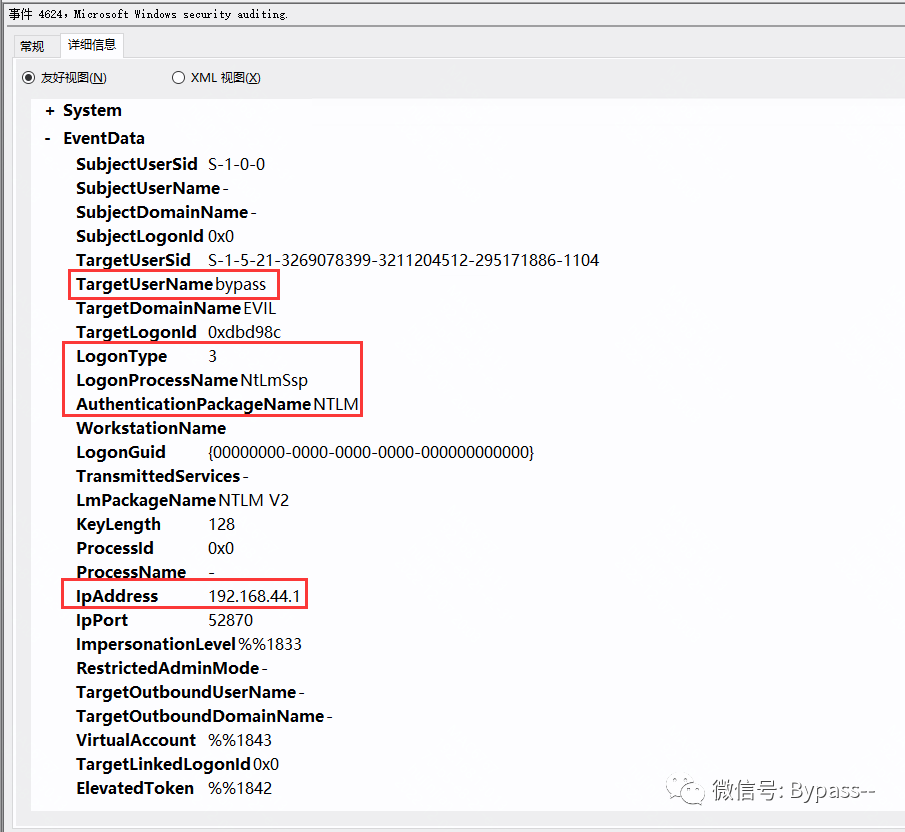 事件 4624，Microsoft Windows security auditing.
常规 详细信息
友好视图(N) XML 视图(X)
+ System
- EventData
SubjectUserSid S-1-0-0
SubjectUserName -
SubjectDomainName -
SubjectLogonId 0x0
TargetUserSid S-1-5-21-3269078399-3211204512-295171886-1104
TargetUserName bypass
TargetDomainName EVIL
TargetLogonId 0xdbd98c
LogonType 3
LogonProcessName NtLmSsp
AuthenticationPackageName NTLM
WorkstationName
LogonGuid {00000000-0000-0000-0000-000000000000}
TransmittedServices -
LmPackageName NTLM V2
KeyLength 128
ProcessId 0x0
ProcessName -
IpAddress 192.168.44.1
IpPort 52870
ImpersonationLevel %%1833
RestrictedAdminMode -
TargetOutboundUserName -
TargetOutboundDomainName -
VirtualAccount %%1843
TargetLinkedLogonId 0x0
ElevatedToken %%1842
微信号: Bypass--